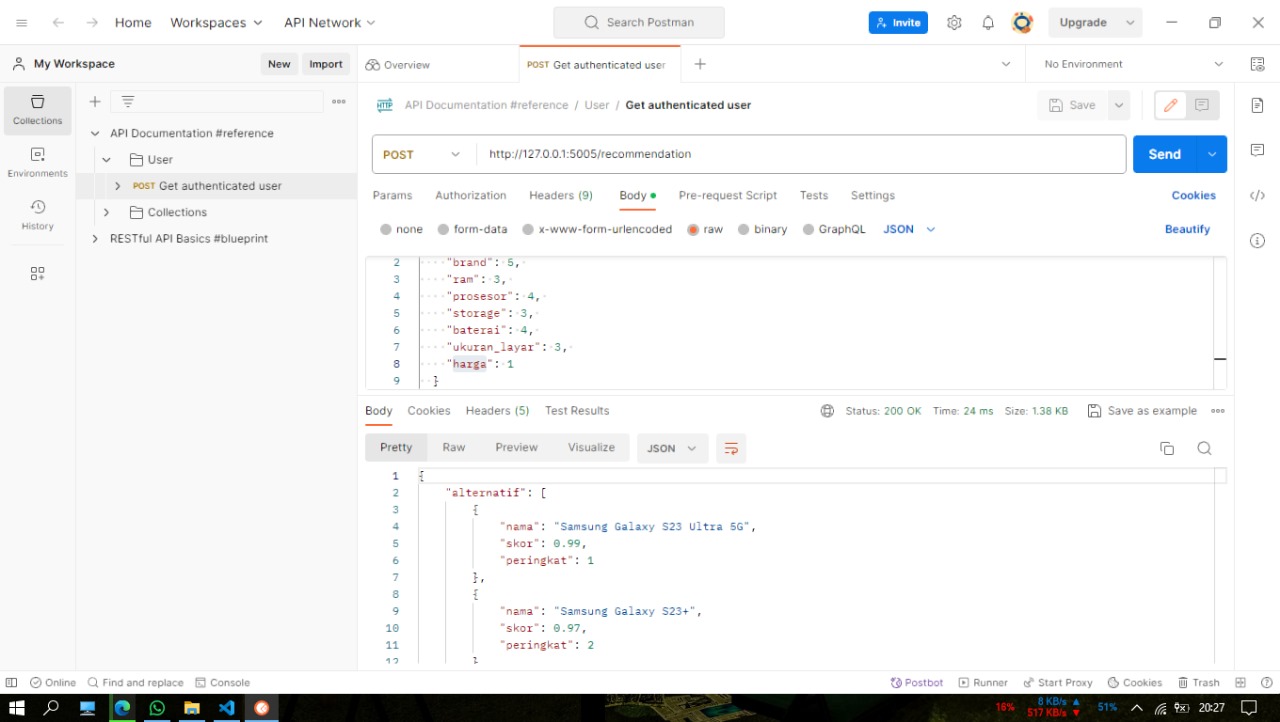 Home Workspaces API Network Search Postman Invite Upgrade
My Workspace New Import Overview POST Get authenticated user No Environment
Collections
Environments
History
API Documentation #reference
User
POST Get authenticated user
Collections
RESTful API Basics #blueprint
HTTP API Documentation #reference / User / Get authenticated user Save
POST http://127.0.0.1:5005/recommendation Send
Params Authorization Headers (9) Body Pre-request Script Tests Settings Cookies
none form-data x-www-form-urlencoded raw binary GraphQL JSON Beautify
2 "brand": 5,
3 "ram": 3,
4 "prosesor": 4,
5 "storage": 3,
6 "baterai": 4,
7 "ukuran_layar": 3,
8 "harga": 1
9 }
Body Cookies Headers (5) Test Results Status: 200 OK Time: 24 ms Size: 1.38 KB Save as example
Pretty Raw Preview Visualize JSON
1 {
2 "alternatif": [
3 {
4 "nama": "Samsung Galaxy S23 Ultra 5G",
5 "skor": 0.99,
6 "peringkat": 1
7 },
8 {
9 "nama": "Samsung Galaxy S23+",
10 "skor": 0.97,
11 "peringkat": 2
12 }
Online Find and replace Console Postbot Runner Start Proxy Cookies Trash
16% 8 KB/s 517 KB/s 51% 20:27